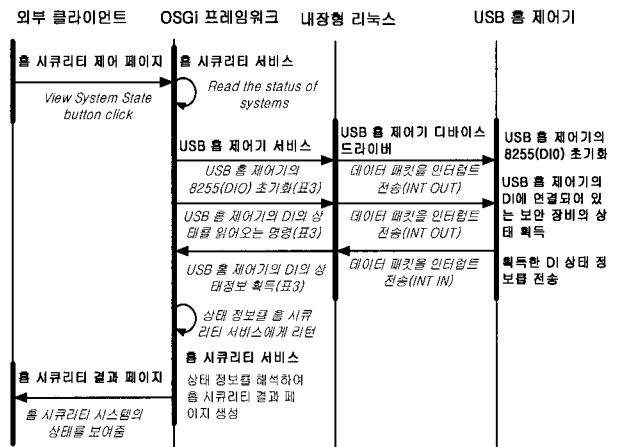 외부 클라이언트
OSGi 프레임워크
내장형 리눅스
USB 홈 제어기
홈 시큐리티 제어 페이지
View System State
button click
홈 시큐리티 서비스
Read the status of
systems
USB 홈 제어기 서비스
USB 홈 제어기의
8255(DIO) 초기화(표3)
USB 홈 제어기 디바이스
드라이버
데이터 패킷을 인터럽트
전송(INT OUT)
USB 홈 제어기의
8255(DIO) 초기화
USB 홈 제어기의 DI의 상
태를 읽어오는 명령(표3)
데이터 패킷을 인터럽트
전송(INT OUT)
USB 홈 제어기의
DI에 연결되어 있
는 보안 장비의 상
태 획득
USB 홈 제어기의 DI의 상
태정보 획득(표3)
데이터 패킷을 인터럽트
전송(INT IN)
획득한 DI 상태 정
보를 전송
상태 정보를 홈 시큐
리티 서비스에게 리턴
홈 시큐리티 서비스
상태 정보를 해석하여
홈 시큐리티 결과 페
이지 생성
홈 시큐리티 결과 페이지
홈 시큐리티 시스템의
상태를 보여줌